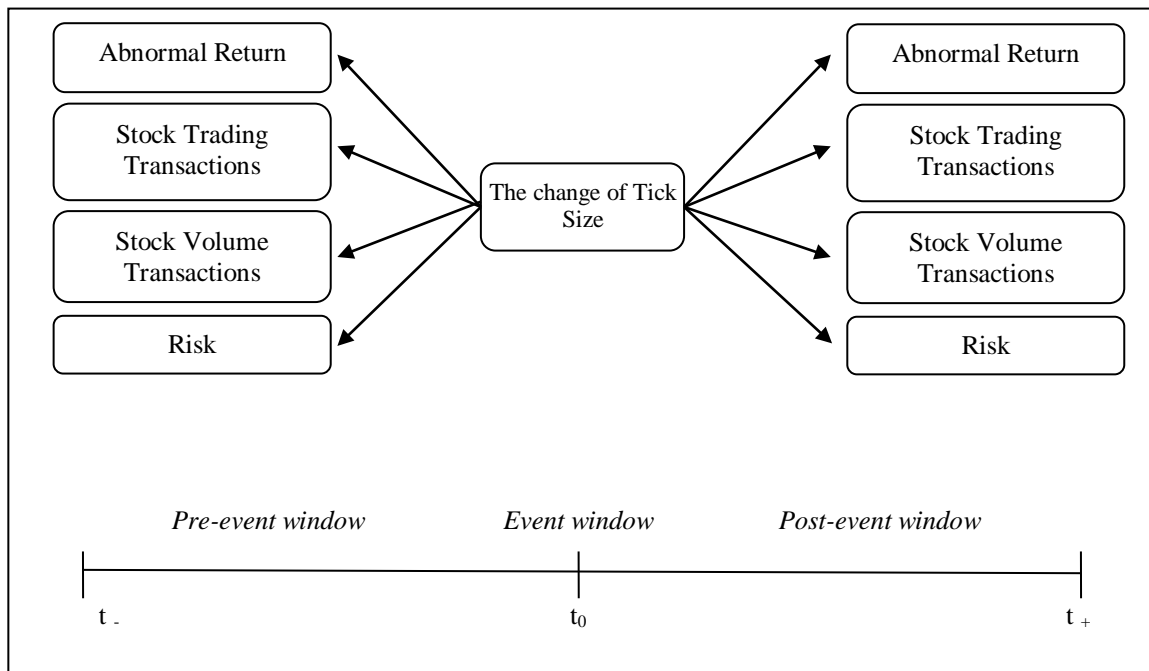 Abnormal Return
Stock Trading
Transactions
Stock Volume
Transactions
Risk
The change of Tick
Size
Abnormal Return
Stock Trading
Transactions
Stock Volume
Transactions
Risk
Pre-event window
Event window
Post-event window
t -
t0
t +